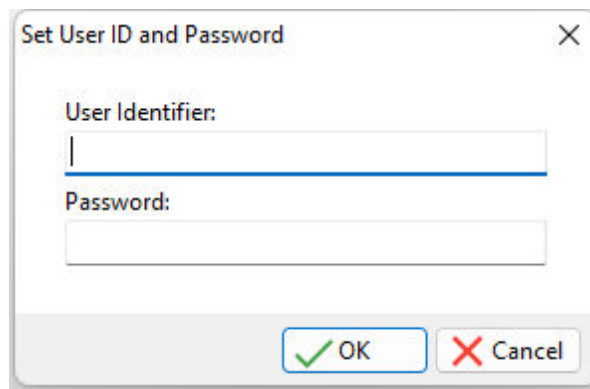 Set User ID and Password
User Identifier:
Password:
OK
Cancel